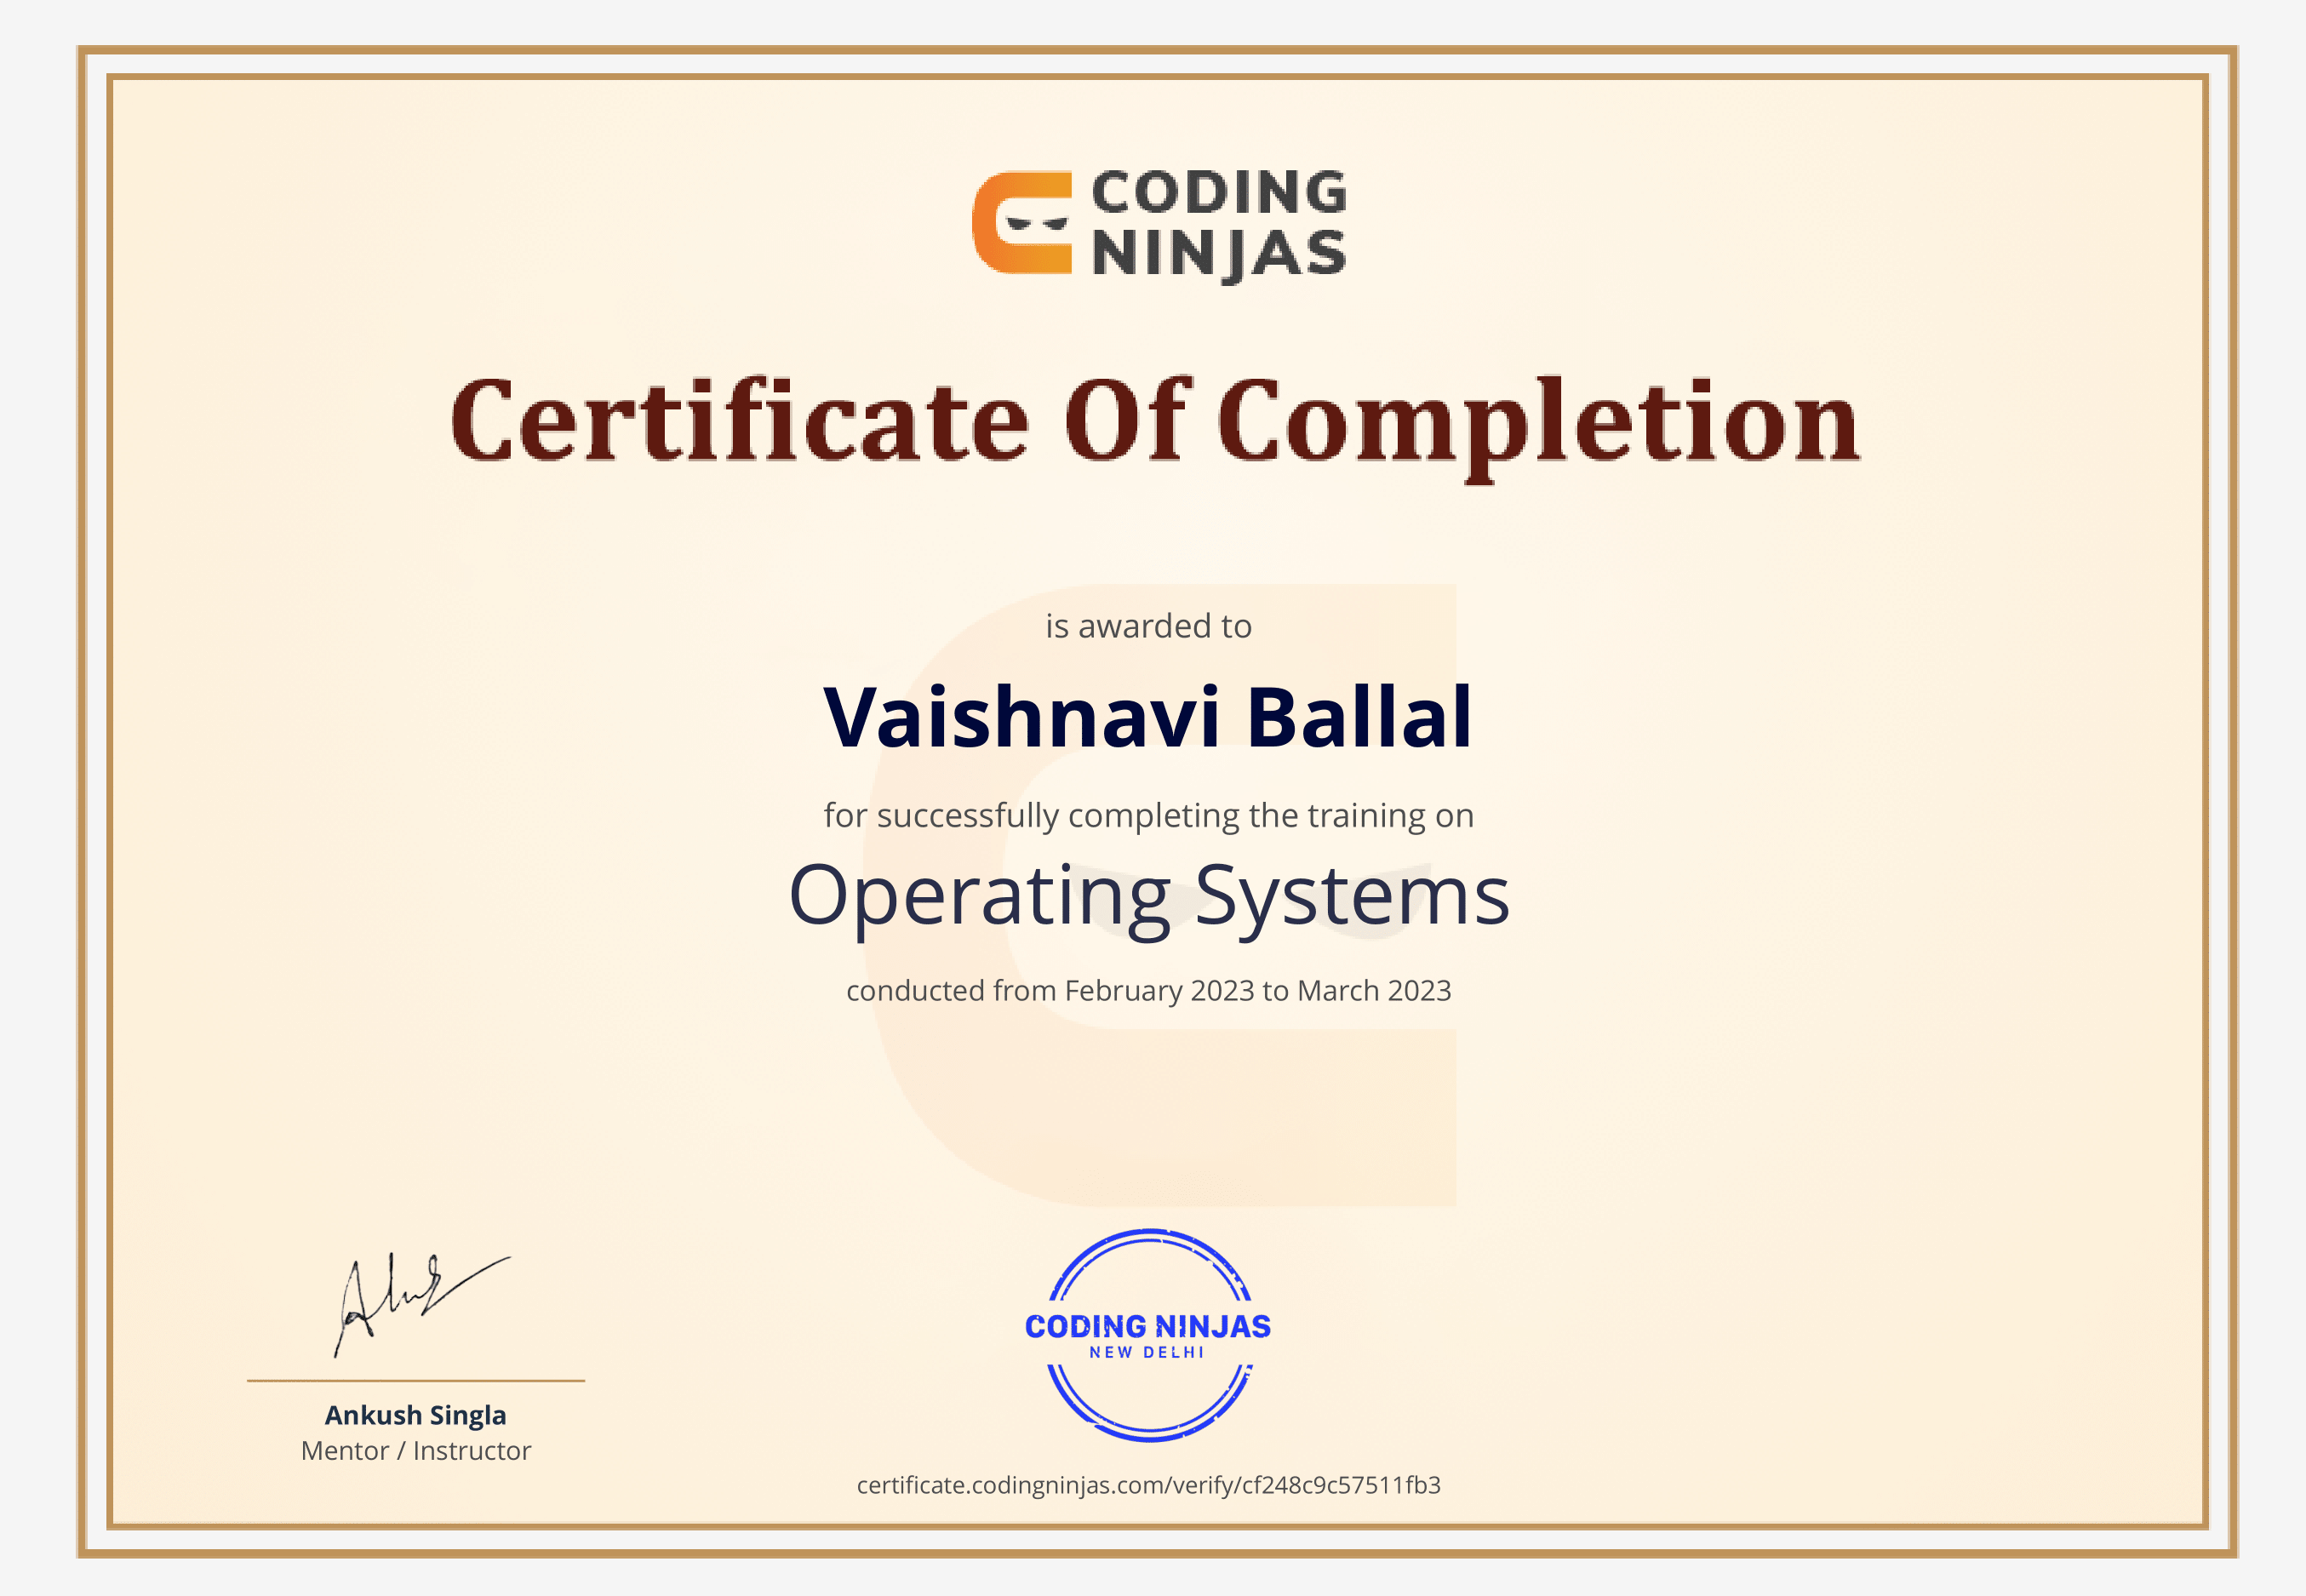 CODING
NINJAS
Certificate Of Completion
is awarded to
Vaishnavi Ballal
for successfully completing the training on
Operating Systems
conducted from February 2023 to March 2023
CODING NINJAS
NEW DELHI
Ankush Singla
Mentor / Instructor
certificate.codingninjas.com/verify/cf248c9c57511fb3